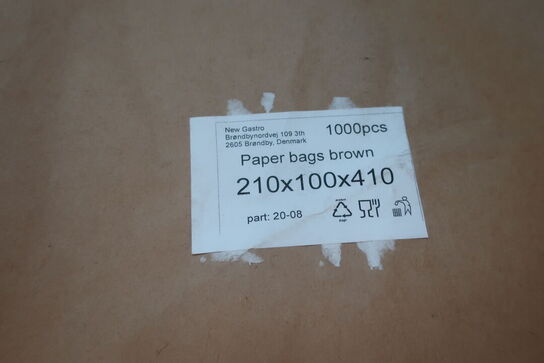 New Gastro
Brøndbynordvej 109 3th
2605 Brøndby, Denmark
1000pcs
Paper bags brown
210x100x410
part: 20-08